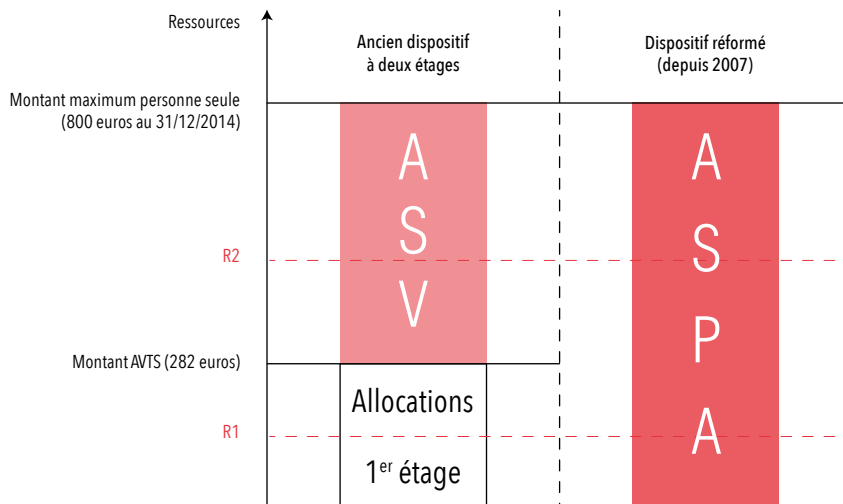 Ressources
Ancien dispositif
à deux étages
Dispositif réformé
(depuis 2007)
Montant maximum personne seule
(800 euros au 31/12/2014)
A
S
V
A
S
P
A
R2
Montant AVTS (282 euros)
Allocations
R1
1er étage